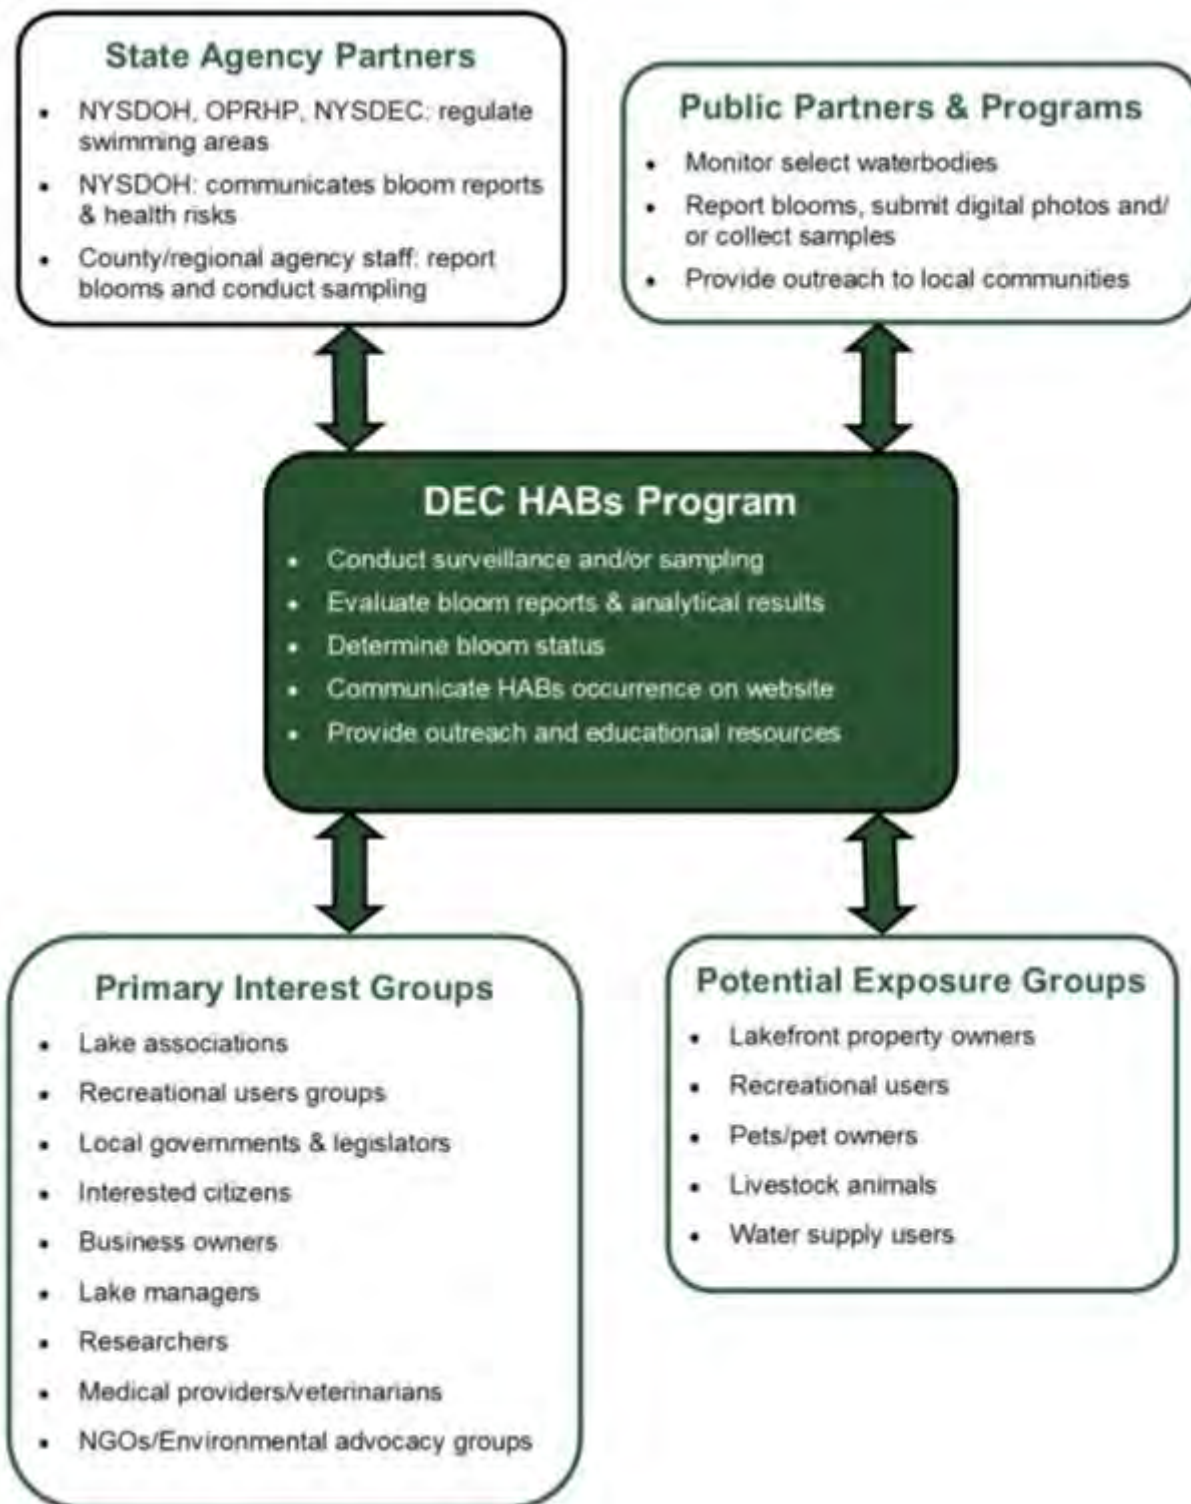 State Agency Partners
• NYSDOH, OPRHP, NYSDEC: regulate
swimming areas
• NYSDOH: communicates bloom reports
& health risks
• County/regional agency staff: report
blooms and conduct sampling
Public Partners & Programs
• Monitor select waterbodies
• Report blooms, submit digital photos and/
or collect samples
• Provide outreach to local communities
DEC HABs Program
• Conduct surveillance and/or sampling
• Evaluate bloom reports & analytical results
• Determine bloom status
• Communicate HABs occurrence on website
• Provide outreach and educational resources
Primary Interest Groups
• Lake associations
• Recreational users groups
• Local governments & legislators
• Interested citizens
• Business owners
• Lake managers
• Researchers
• Medical providers/veterinarians
• NGOs/Environmental advocacy groups
Potential Exposure Groups
• Lakefront property owners
• Recreational users
• Pets/pet owners
• Livestock animals
• Water supply users